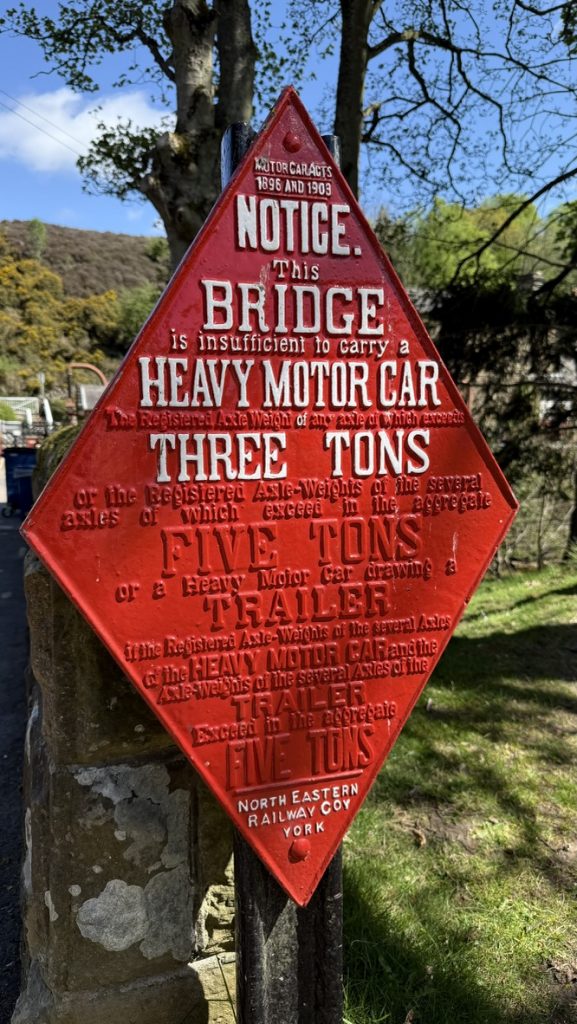 MOTOR CAR ACTS
1896 AND 1903
NOTICE.
This
BRIDGE
is insufficient to carry a
HEAVY MOTOR CAR
The Registered Axle Weight of any axle of which exceeds
THREE TONS
or the Registered Axle-Weights of the several
axles of which exceed in the aggregate
FIVE TONS
or a Heavy Motor Car drawing a
TRAILER
if the Registered Axle-Weights of the several Axles
of the HEAVY MOTOR CAR and the
Axle-Weights of the several Axles of the
TRAILER
Exceed in the aggregate
FIVE TONS
NORTH EASTERN
RAILWAY COY
YORK